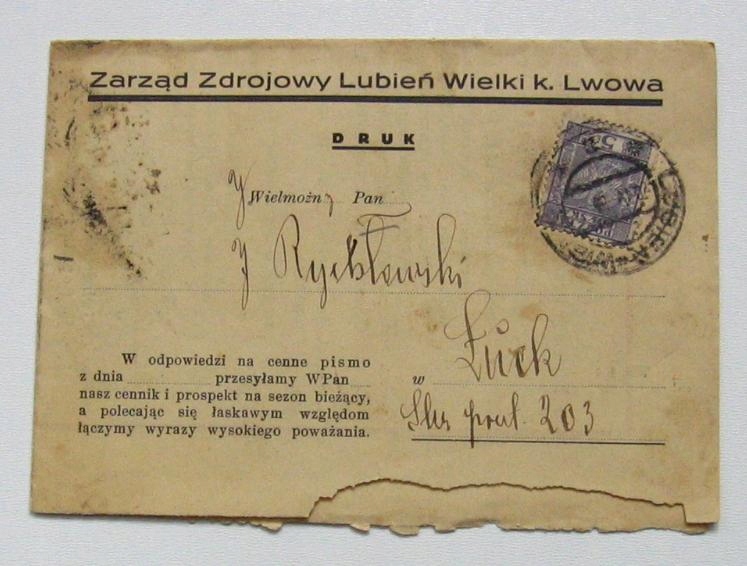 Zarząd Zdrojowy Lubień Wielki k. Lwowa
DRUK
J Wielmożny Pan
J Rychłowski
W odpowiedzi na cenne pismo
z dnia przesyłamy WPan
nasz cennik i prospekt na sezon bieżący,
a polecając się łaskawym względom
łączymy wyrazy wysokiego poważania.
Łuck
w
203
5